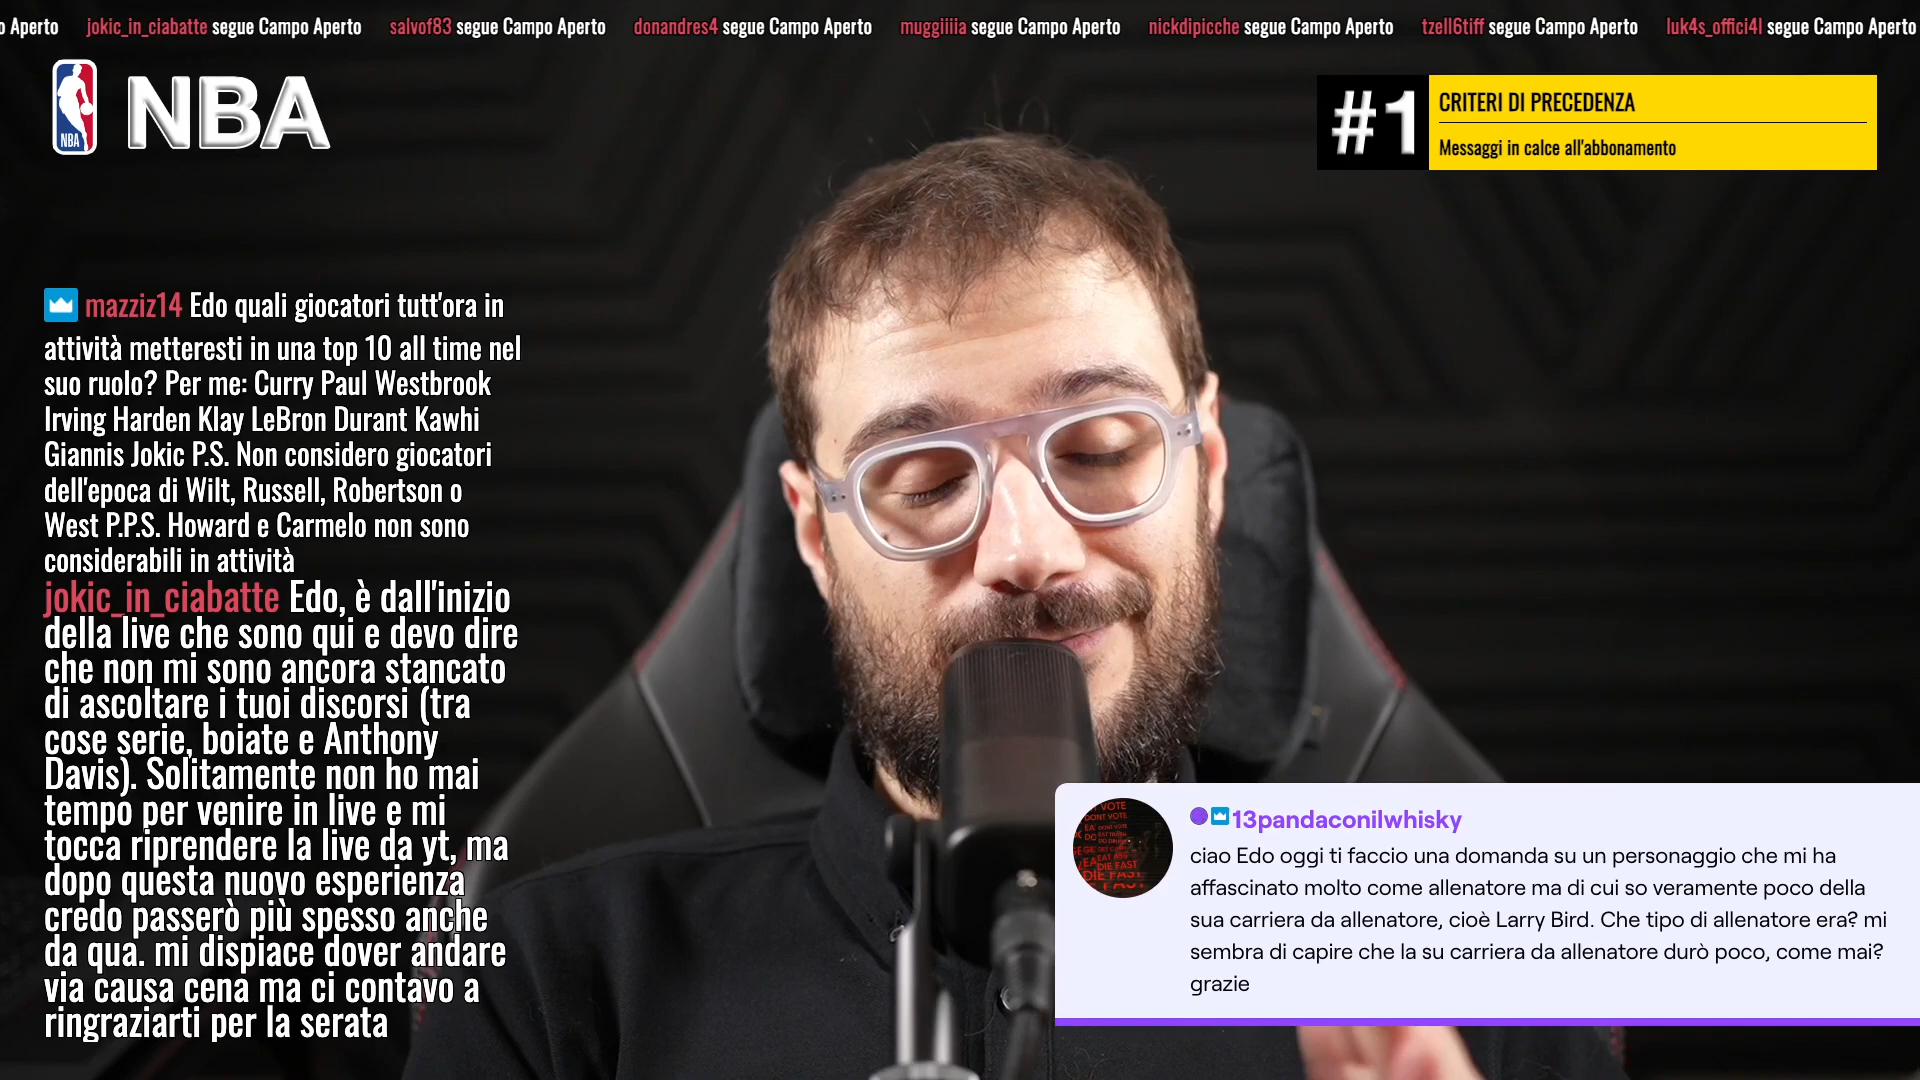 o Aperto jokic_in_ciabatte segue Campo Aperto salvof83 segue Campo Aperto donandres4 segue Campo Aperto muggiiiia segue Campo Aperto nickdipicche segue Campo Aperto tzell6tiff segue Campo Aperto luk4s_offici4l segue Campo Aperto
NBA
NBA
#1
CRITERI DI PRECEDENZA
Messaggi in calce all'abbonamento
mazziz14 Edo quali giocatori tutt'ora in
attività metteresti in una top 10 all time nel
suo ruolo? Per me: Curry Paul Westbrook
Irving Harden Klay LeBron Durant Kawhi
Giannis Jokic P.S. Non considero giocatori
dell'epoca di Wilt, Russell, Robertson o
West P.P.S. Howard e Carmelo non sono
considerabili in attività
jokic_in_ciabatte Edo, è dall'inizio
della live che sono qui e devo dire
che non mi sono ancora stancato
di ascoltare i tuoi discorsi (tra
cose serie, boiate e Anthony
Davis). Solitamente non ho mai
tempo per venire in live e mi
tocca riprendere la live da yt, ma
dopo questa nuovo esperienza
credo passerò più spesso anche
da qua. mi dispiace dover andare
via causa cena ma ci contavo a
ringraziarti per la serata
13pandaconilwhisky
ciao Edo oggi ti faccio una domanda su un personaggio che mi ha
affascinato molto come allenatore ma di cui so veramente poco della
sua carriera da allenatore, cioè Larry Bird. Che tipo di allenatore era? mi
sembra di capire che la su carriera da allenatore durò poco, come mai?
grazie